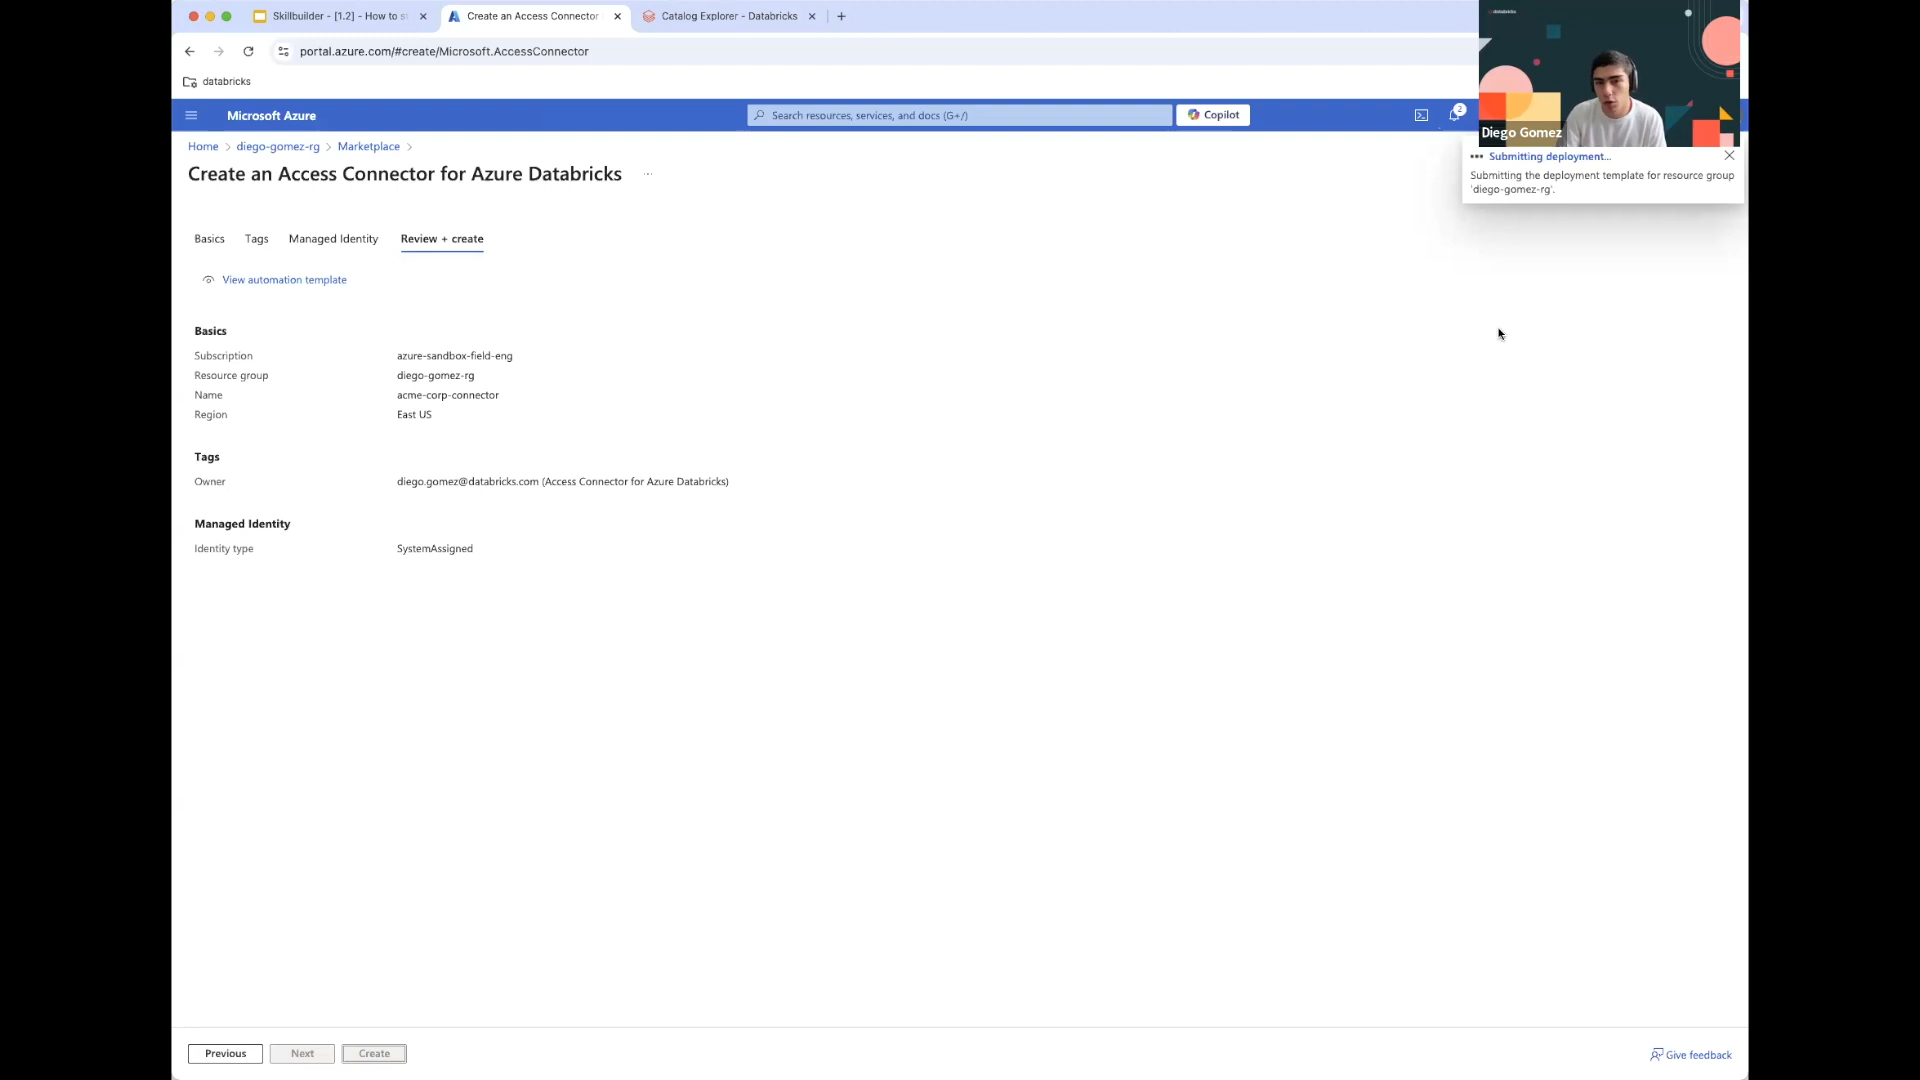 Skillbuilder - [1.2] - How to s
Create an Access Connector
Catalog Explorer - Databricks
portal.azure.com/#create/Microsoft.AccessConnector
databricks
Microsoft Azure
Search resources, services, and docs (G+/)
Copilot
2
databricks
Diego Gomez
Home > diego-gomez-rg > Marketplace >
Create an Access Connector for Azure Databricks ...
Submitting deployment...
Submitting the deployment template for resource group
'diego-gomez-rg'.
Basics Tags Managed Identity Review + create
View automation template
Basics
Subscription azure-sandbox-field-eng
Resource group diego-gomez-rg
Name acme-corp-connector
Region East US
Tags
Owner diego.gomez@databricks.com (Access Connector for Azure Databricks)
Managed Identity
Identity type SystemAssigned
Previous Next Create
Give feedback